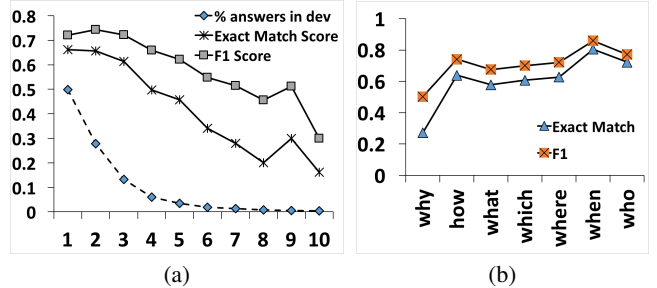 0.8
0.7
0.6
0.5
0.4
0.3
0.2
0.1
0
% answers in dev
Exact Match Score
F1 Score
1 2 3 4 5 6 7 8 9 10
(a)
1
0.8
0.6
0.4
0.2
0
Exact Match
F1
why
how
what
which
where
when
who
(b)